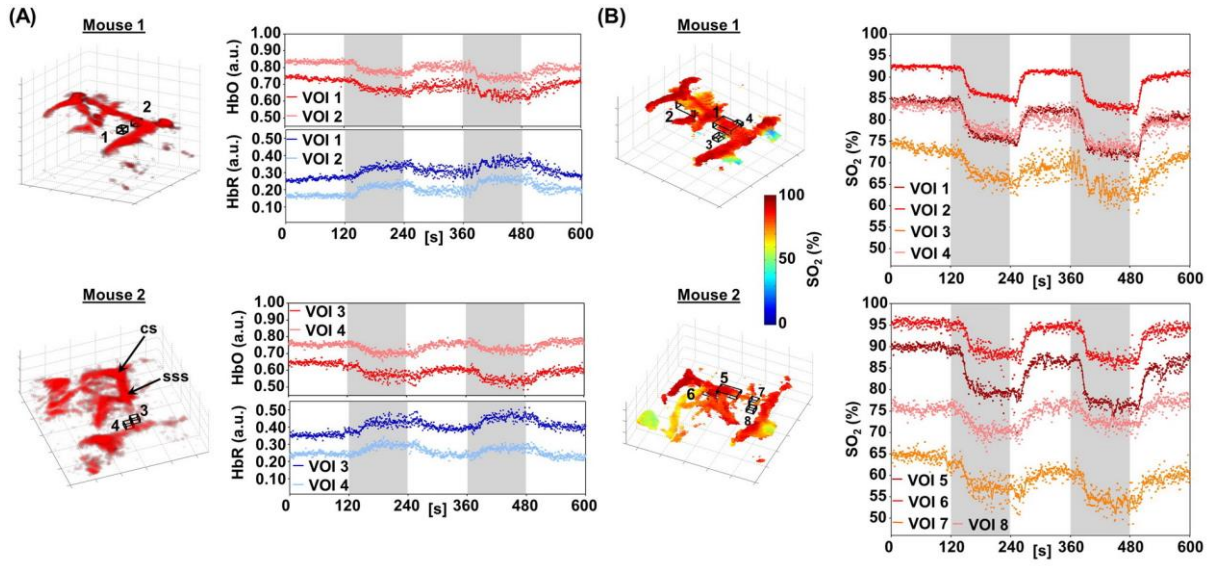 (A)
Mouse 1
2
1
HbO (a.u.)
1.00
0.90
0.80
0.70
0.60
0.50
VOI 1
VOI 2
HbR (a.u.)
0.50
0.40
0.30
0.20
0.10
VOI 1
VOI 2
0 120 240 [s] 360 480 600
Mouse 2
cs
sss
3
4
HbO (a.u.)
1.00
0.90
0.80
0.70
0.60
0.50
VOI 3
VOI 4
HbR (a.u)
0.50
0.40
0.30
0.20
0.10
VOI 3
VOI 4
0 120 240 [s] 360 480 600
(B)
Mouse 1
1
2
3
4
100
50
0
SO2 (%)
SO2 (%)
100
95
90
85
80
75
70
65
60
55
50
VOI 1
VOI 2
VOI 3
VOI 4
0 120 240 [s] 360 480 600
Mouse 2
5
6
7
8
SO2 (%)
100
95
90
85
80
75
70
65
60
55
50
VOI 5
VOI 6
VOI 7 VOI 8
0 120 240 [s] 360 480 600